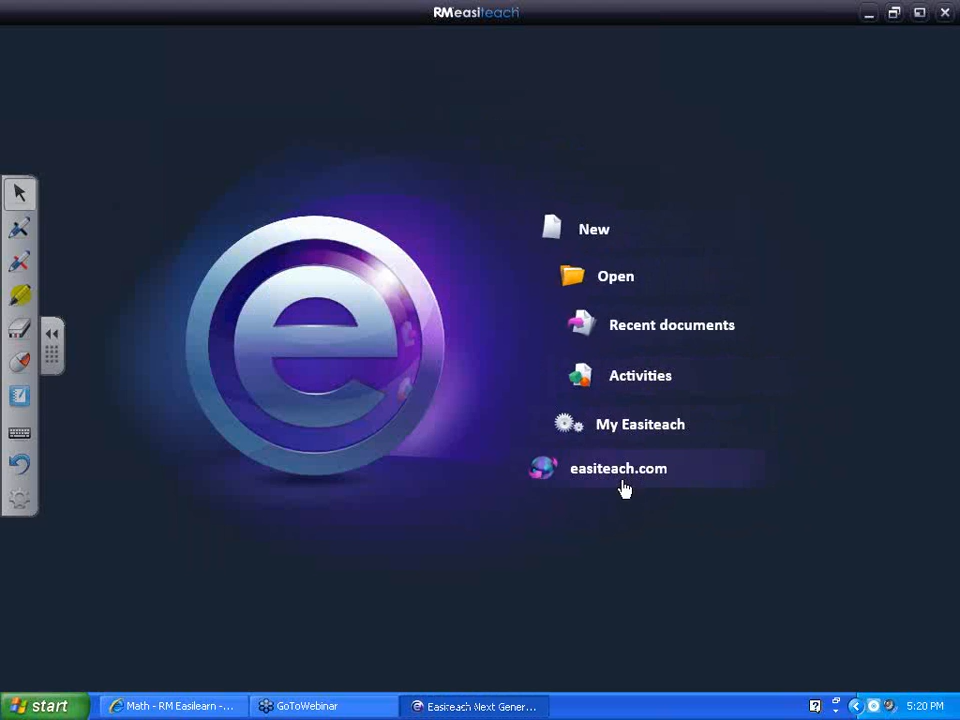 RMeasiteach
New
Open
Recent documents
Activities
My Easiteach
easiteach.com
start
Math - RM Easilearn -...
GoToWebinar
Easiteach Next Gener...
5:20 PM